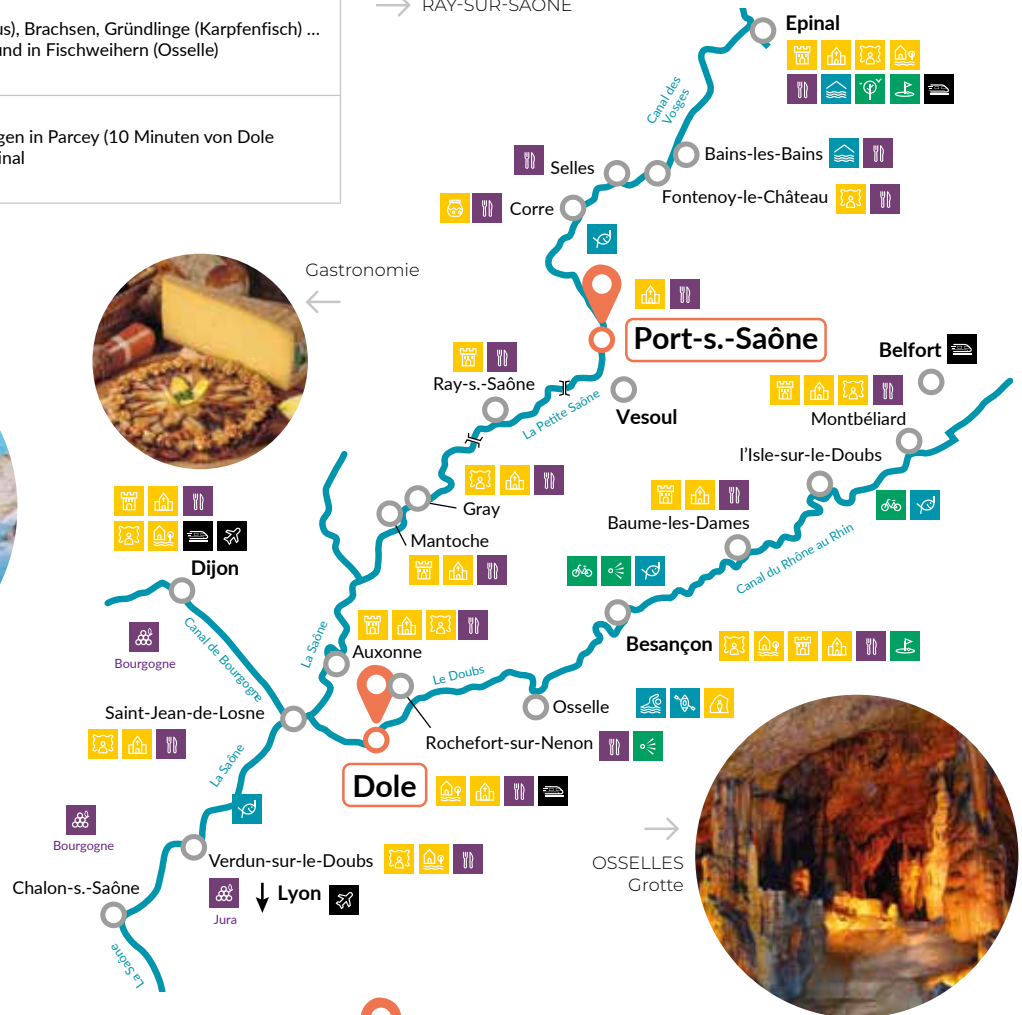 RAY-SUR-SAÔNE
us), Brachsen, Gründlinge (Karpfenfisch) ...
und in Fischweihern (Osselle)
gen in Parcey (10 Minuten von Dole
inal
Epinal
Canal des
Vosges
Bains-les-Bains
Selles
Fontenoy-le-Château
Corre
Gastronomie
Port-s.-Saône
Belfort
Ray-s.-Saône
La Petite Saône
Vesoul
Montbéliard
l'Isle-sur-le-Doubs
Gray
Baume-les-Dames
Mantoche
Canal du Rhône au Rhin
Dijon
Bourgogne
Canal de Bourgogne
La Saône
Auxonne
Besançon
Le Doubs
Saint-Jean-de-Losne
Osselle
Rochefort-sur-Nenon
La Saône
Dole
Bourgogne
Verdun-sur-le-Doubs
OSSELLES
Grotte
Chalon-s.-Saône
Jura
Lyon
La Saône